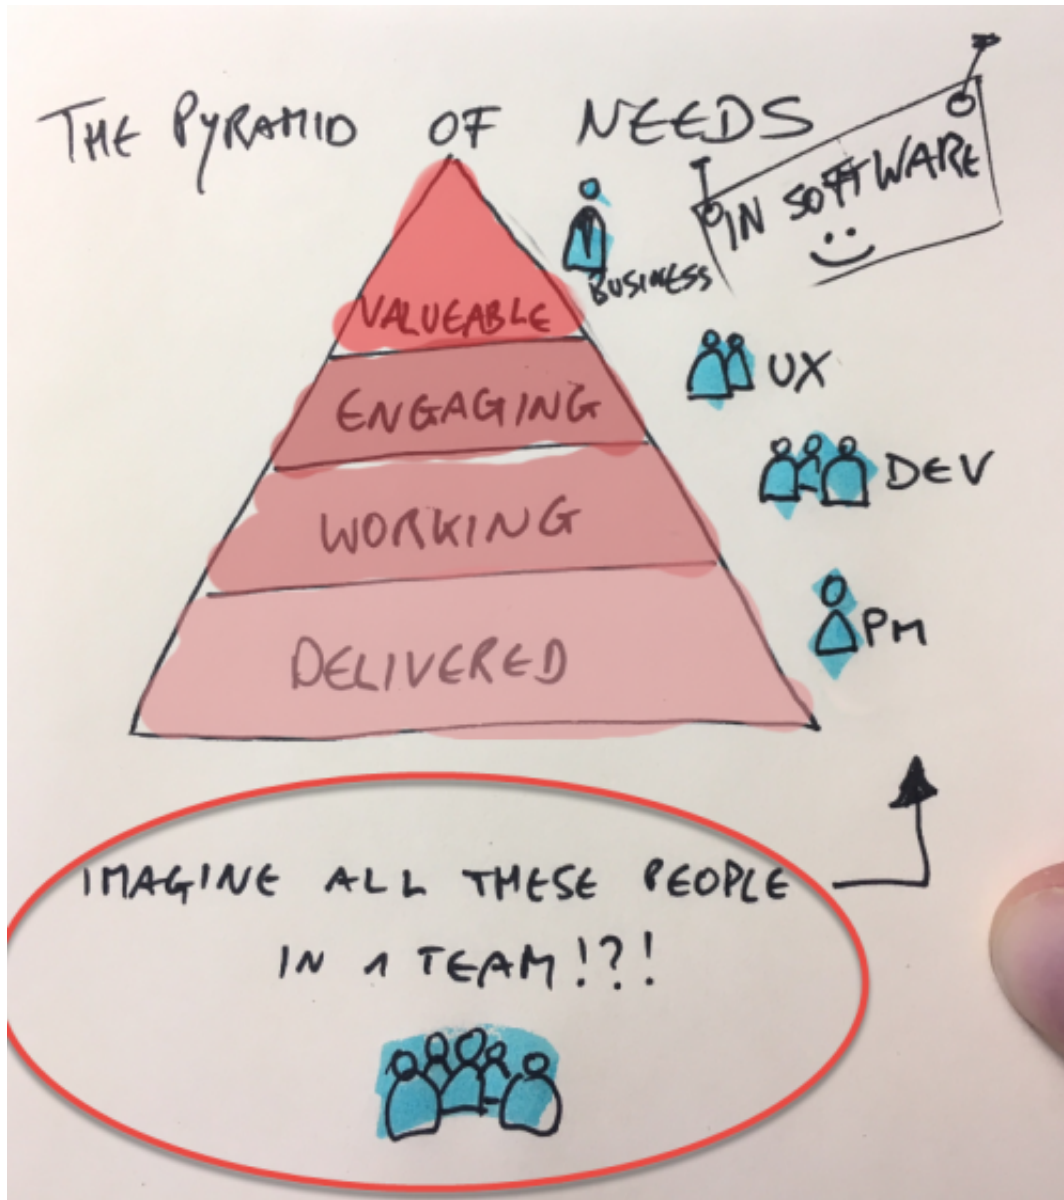 THE PYRAMID OF NEEDS
IN SOFTWARE
BUSINESS
VALUEABLE
UX
ENGAGING
DEV
WORKING
PM
DELIVERED
IMAGINE ALL THESE PEOPLE
IN 1 TEAM!?!